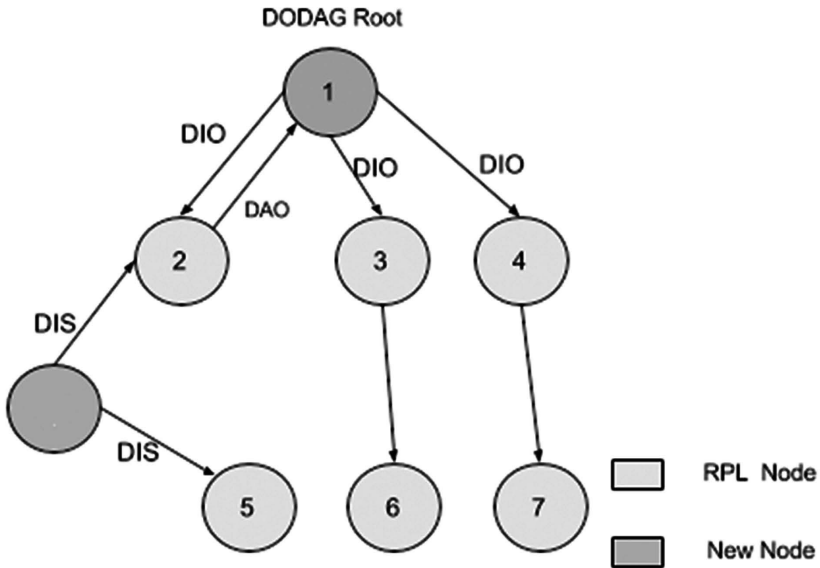 DODAG Root
1
DIO
DIO
DIO
DAO
2
3
4
DIS
DIS
5
6
7
RPL Node
New Node